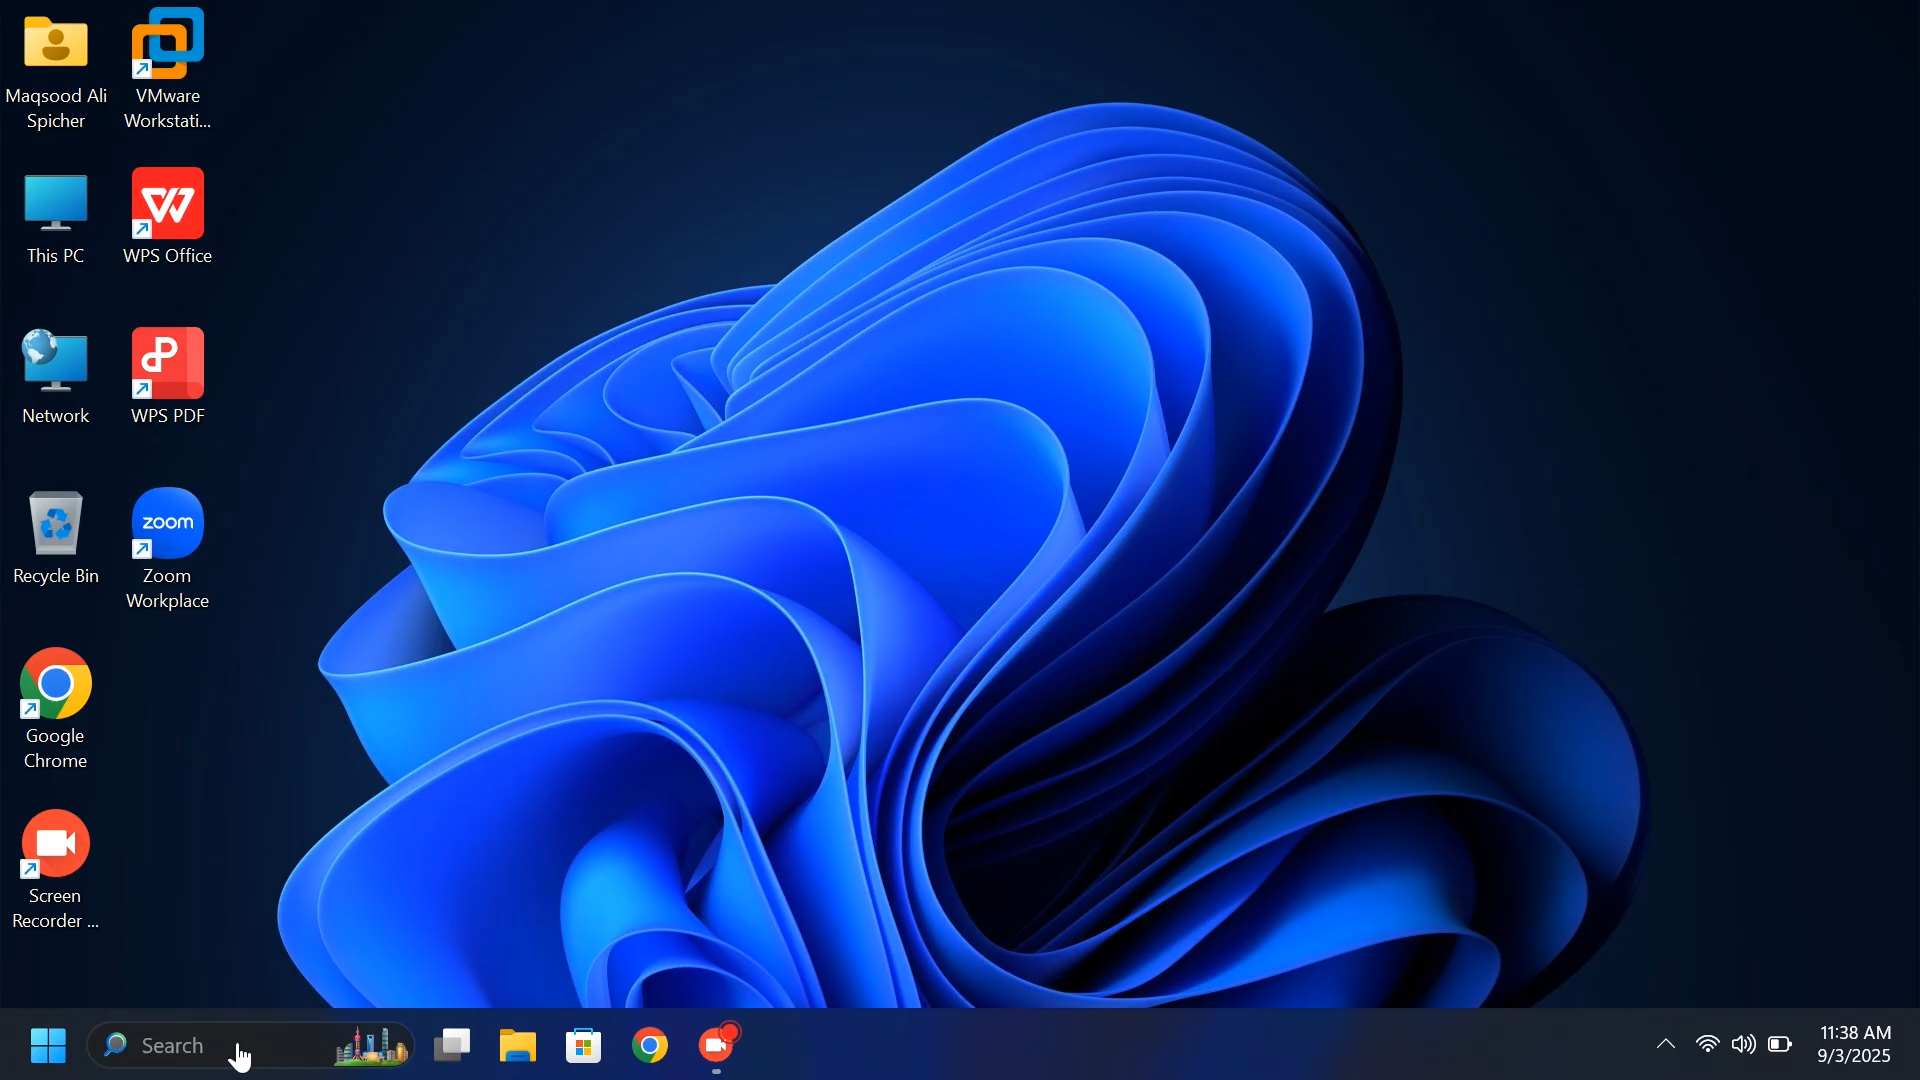 Maqsood Ali
Spicher
VMware
Workstati...
This PC
WPS Office
Network
WPS PDF
Recycle Bin
zoom
Zoom
Workplace
Google
Chrome
Screen
Recorder ...
Search
11:38 AM
9/3/2025